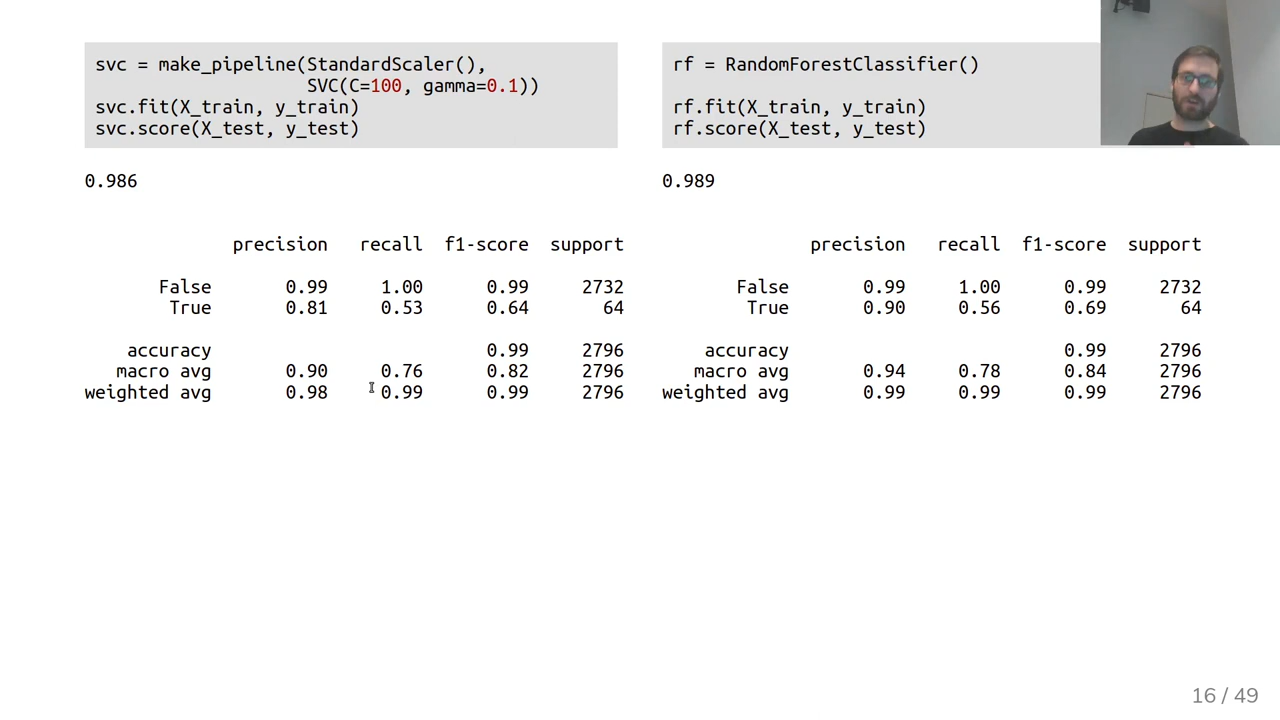 svc = make_pipeline(StandardScaler(),
SVC(C=100, gamma=0.1))
svc.fit(X_train, y_train)
svc.score(X_test, y_test)
0.986
precision recall f1-score support
False 0.99 1.00 0.99 2732
True 0.81 0.53 0.64 64
accuracy 0.99 2796
macro avg 0.90 0.76 0.82 2796
weighted avg 0.98 0.99 0.99 2796
rf = RandomForestClassifier()
rf.fit(X_train, y_train)
rf.score(X_test, y_test)
0.989
precision recall f1-score support
False 0.99 1.00 0.99 2732
True 0.90 0.56 0.69 64
accuracy 0.99 2796
macro avg 0.94 0.78 0.84 2796
weighted avg 0.99 0.99 0.99 2796
16 / 49